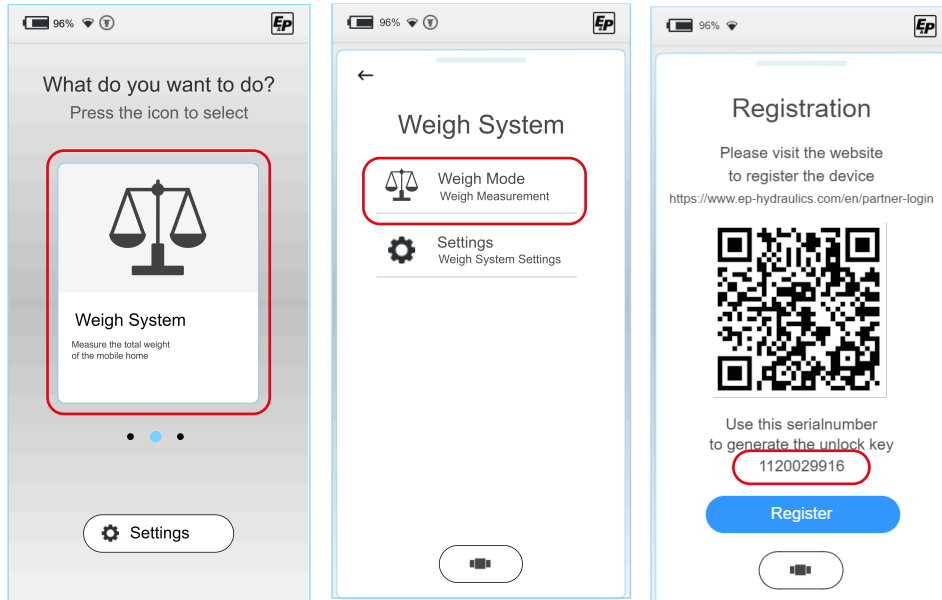 96%
EP
What do you want to do?
Press the icon to select
Weigh System
Measure the total weight
of the mobile home
Settings
96%
EP
Weigh System
Weigh Mode
Weigh Measurement
Settings
Weigh System Settings
96%
EP
Registration
Please visit the website
to register the device
https://www.ep-hydraulics.com/en/partner-login
Use this serialnumber
to generate the unlock key
1120029916
Register